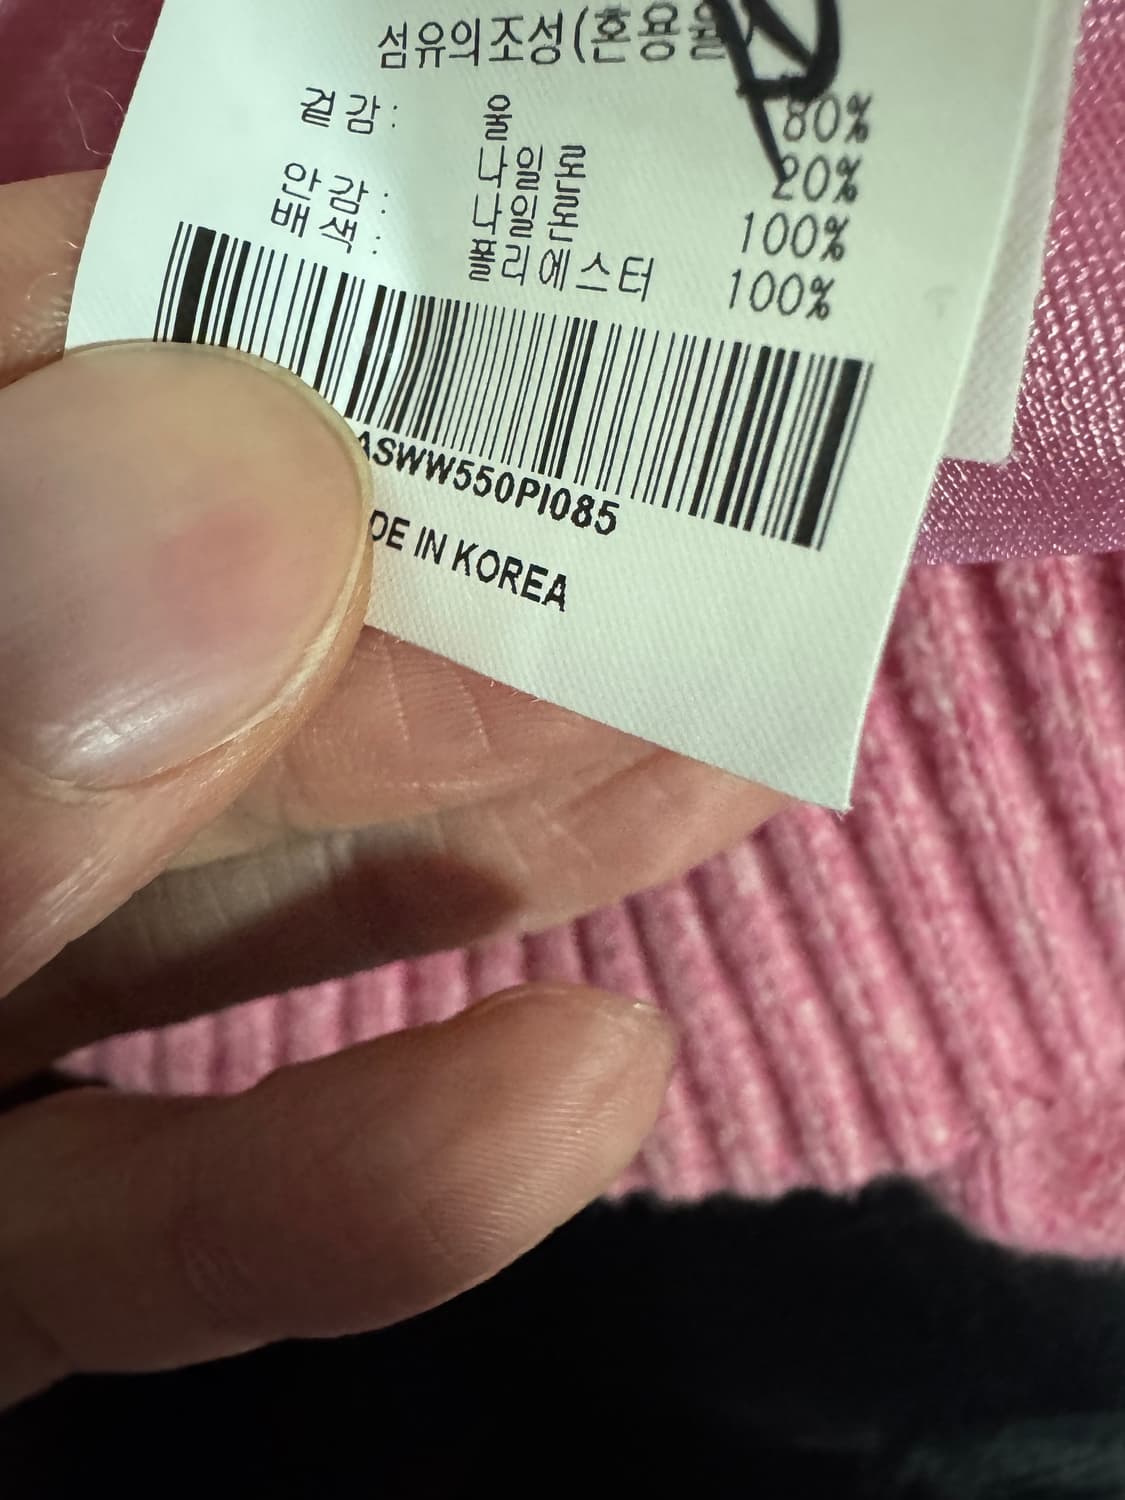 섬유의 조성(혼용율)
겉감: 울 80%
나일론 20%
안감: 나일론 100%
배색: 폴리에스터 100%
ASWW550PI085
DE IN KOREA